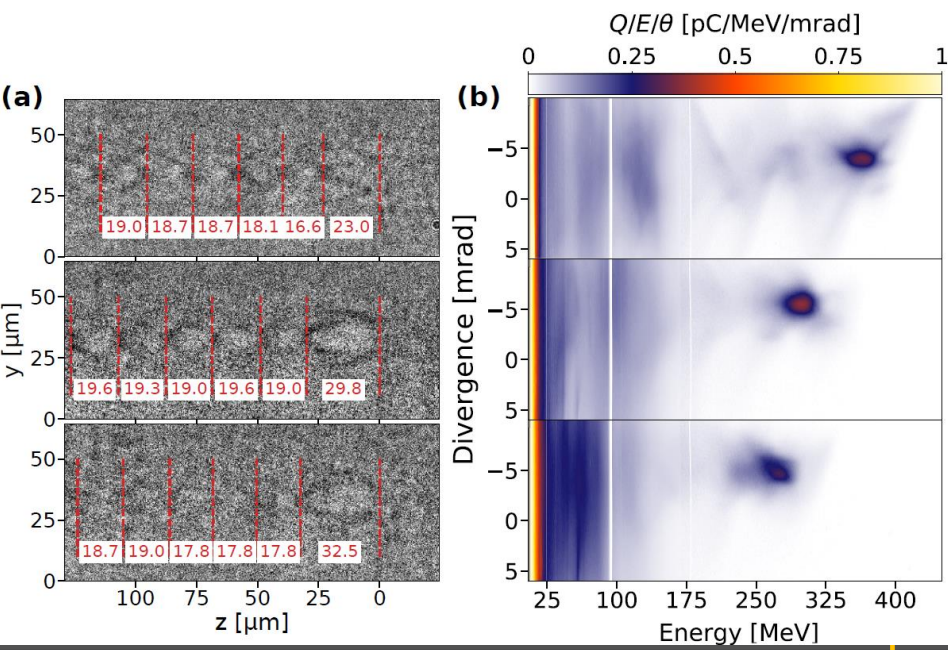 Q/E/θ [pC/MeV/mrad]
0 0.25 0.5 0.75 1
(a)
50
25
0
19.0 18.7 18.7 18.1 16.6 23.0
50
25
0
19.6 19.3 19.0 19.6 19.0 29.8
50
25
0
18.7 19.0 17.8 17.8 17.8 32.5
100 75 50 25 0
z [μm]
y [μm]
(b)
−5
0
5
−5
0
5
−5
0
5
Divergence [mrad]
25 100 175 250 325 400
Energy [MeV]